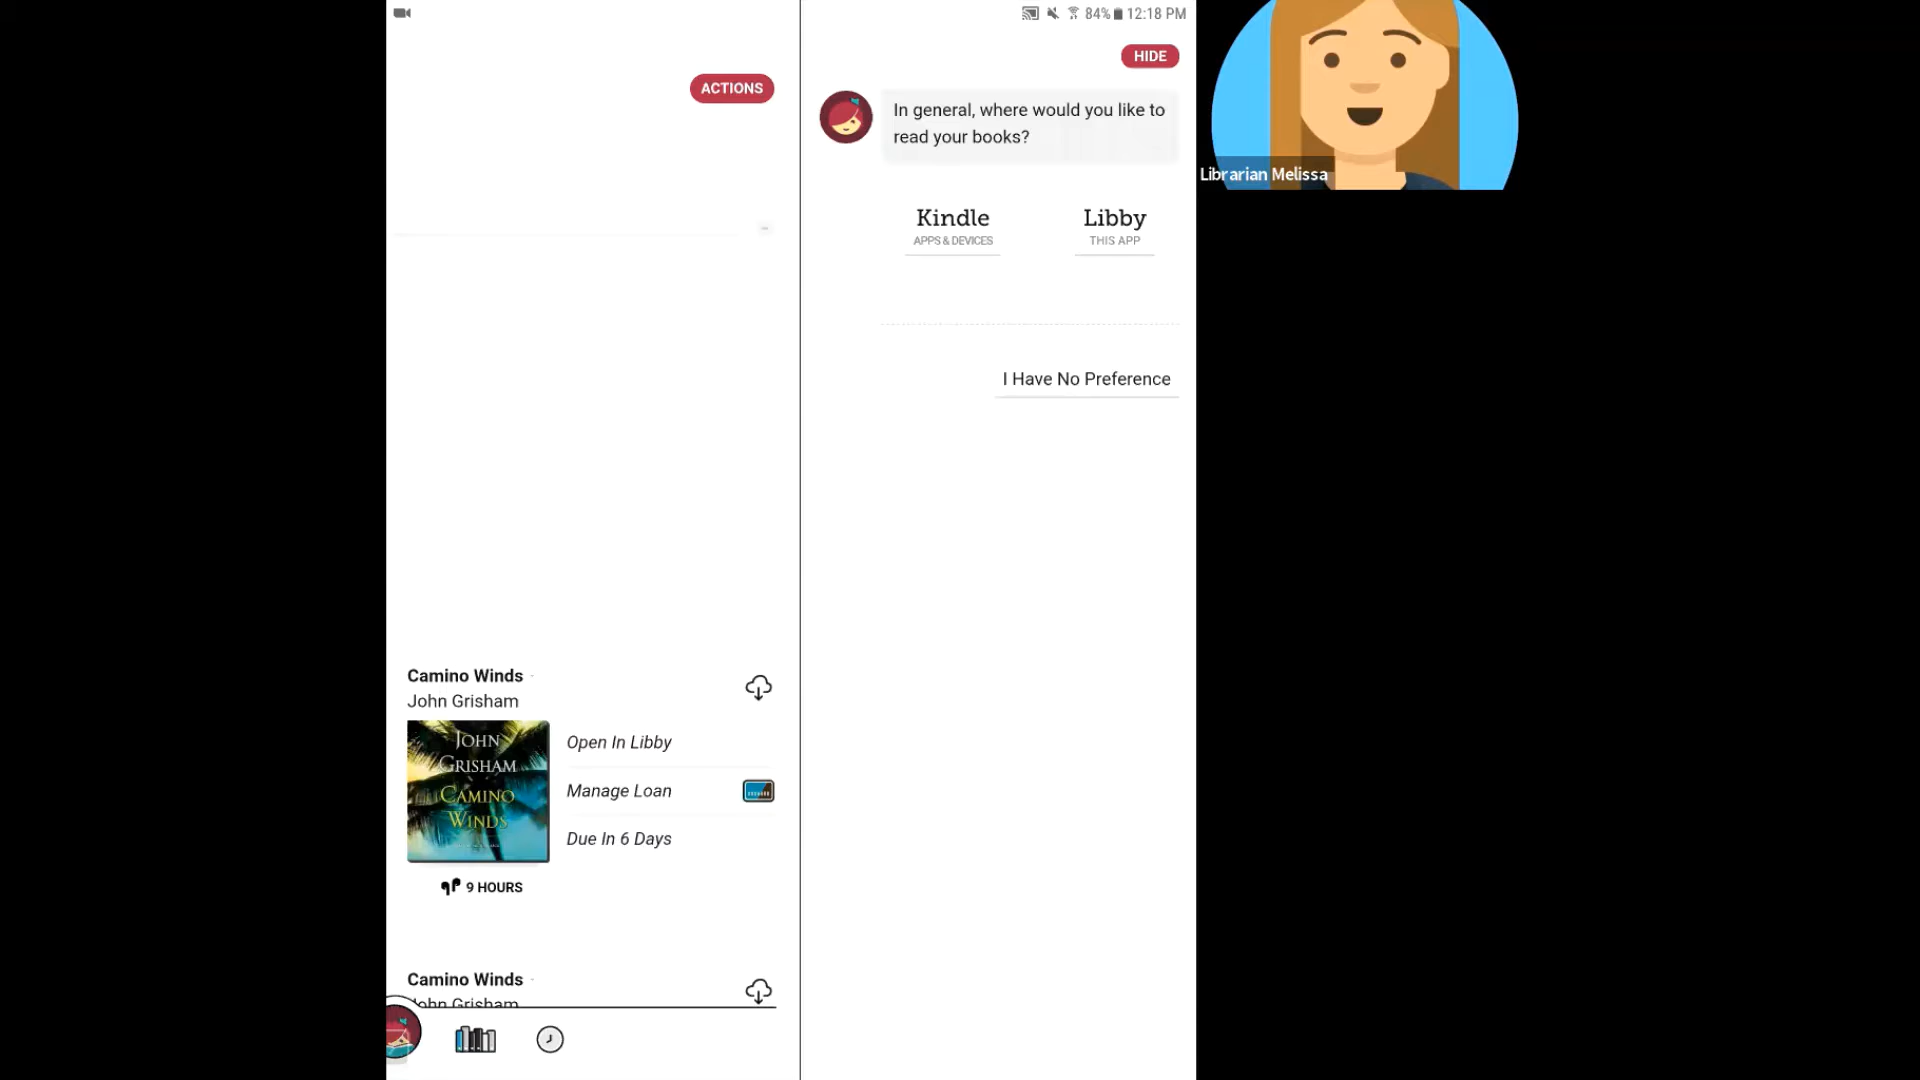 84% 12:18 PM
ACTIONS
HIDE
In general, where would you like to
read your books?
Kindle
APPS & DEVICES
Libby
THIS APP
I Have No Preference
Librarian Melissa
Camino Winds
John Grisham
JOHN
GRISHAM
CAMINO
WINDS
Open In Libby
Manage Loan
Due In 6 Days
9 HOURS
Camino Winds
John Grisham